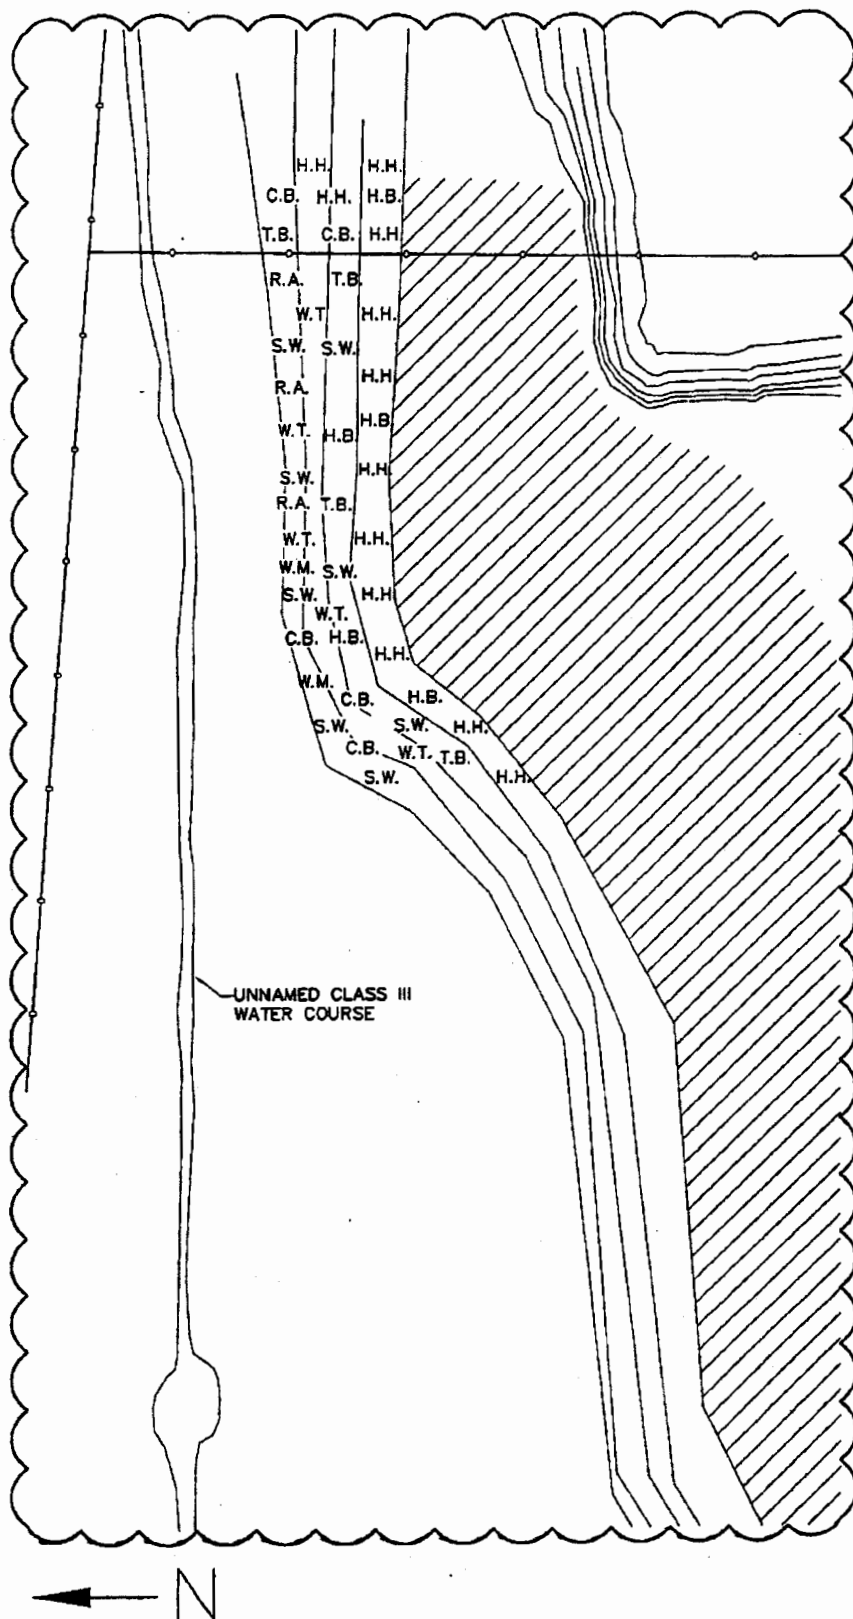 H.H. H.H.
C.B. H.H. H.B.
T.B. C.B. H.H
R.A. T.B.
W.T H.H.
S.W. S.W.
H.H
R.A.
H.B
W.T. H.B.
H.H
S.W.
R.A. T.B.
W.T. H.H.
W.M. S.W.
S.W. H.H
W.T.
C.B. H.B.
H.H.
W.M. H.B.
C.B.
S.W. S.W. H.H.
C.B. W.T. T.B.
S.W. H.H.
UNNAMED CLASS III
WATER COURSE
N